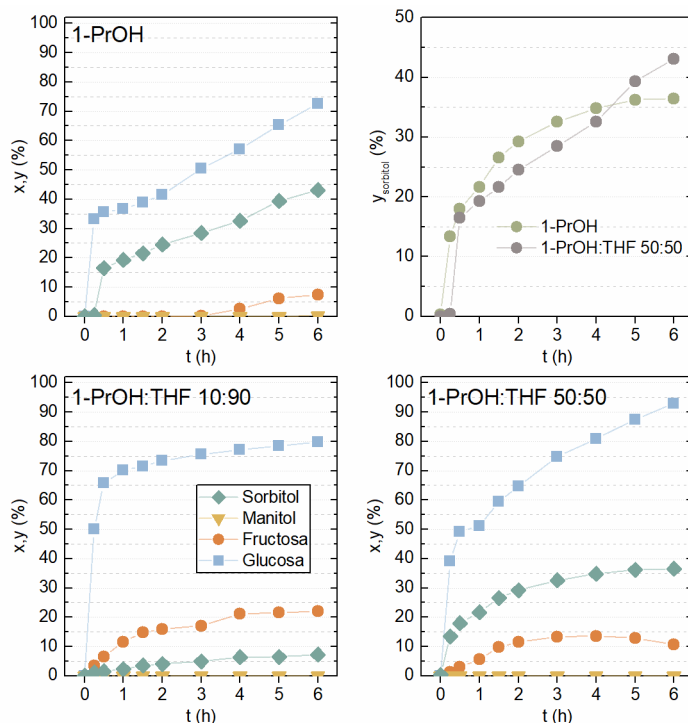 1-PrOH
x,y (%)
100
90
80
70
60
50
40
30
20
10
0
0 1 2 3 4 5 6
t (h)
y sorbitol (%)
50
40
30
20
10
0
1-PrOH
1-PrOH:THF 50:50
0 1 2 3 4 5 6
t (h)
1-PrOH:THF 10:90
x,y (%)
100
90
80
70
60
50
40
30
20
10
0
Sorbitol
Manitol
Fructosa
Glucosa
0 1 2 3 4 5 6
t (h)
1-PrOH:THF 50:50
x,y (%)
100
90
80
70
60
50
40
30
20
10
0
0 1 2 3 4 5 6
t (h)